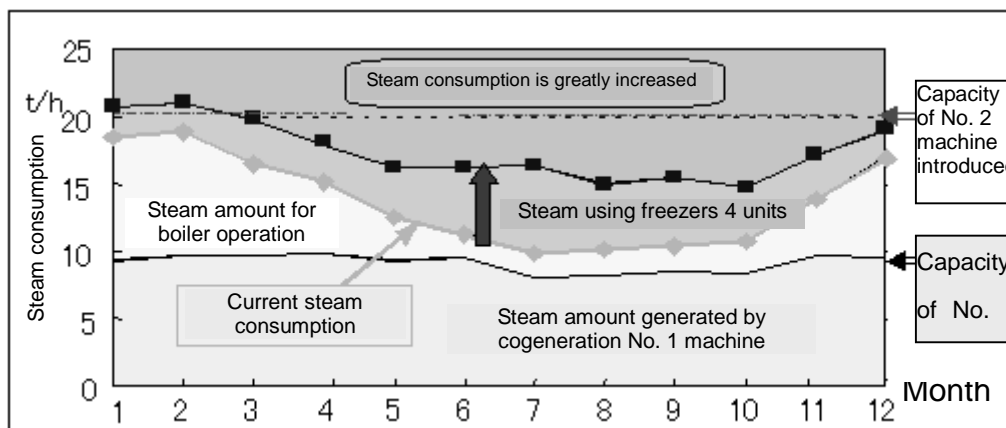 25
Steam consumption is greatly increased
t/h
20
Capacity
of No. 2
machine
introduced
15
Steam amount for
boiler operation
Steam using freezers 4 units
Steam consumption
10
Capacity
of No.
Current steam
consumption
Steam amount generated by
cogeneration No. 1 machine
5
0
Month
1 2 3 4 5 6 7 8 9 10 11 12